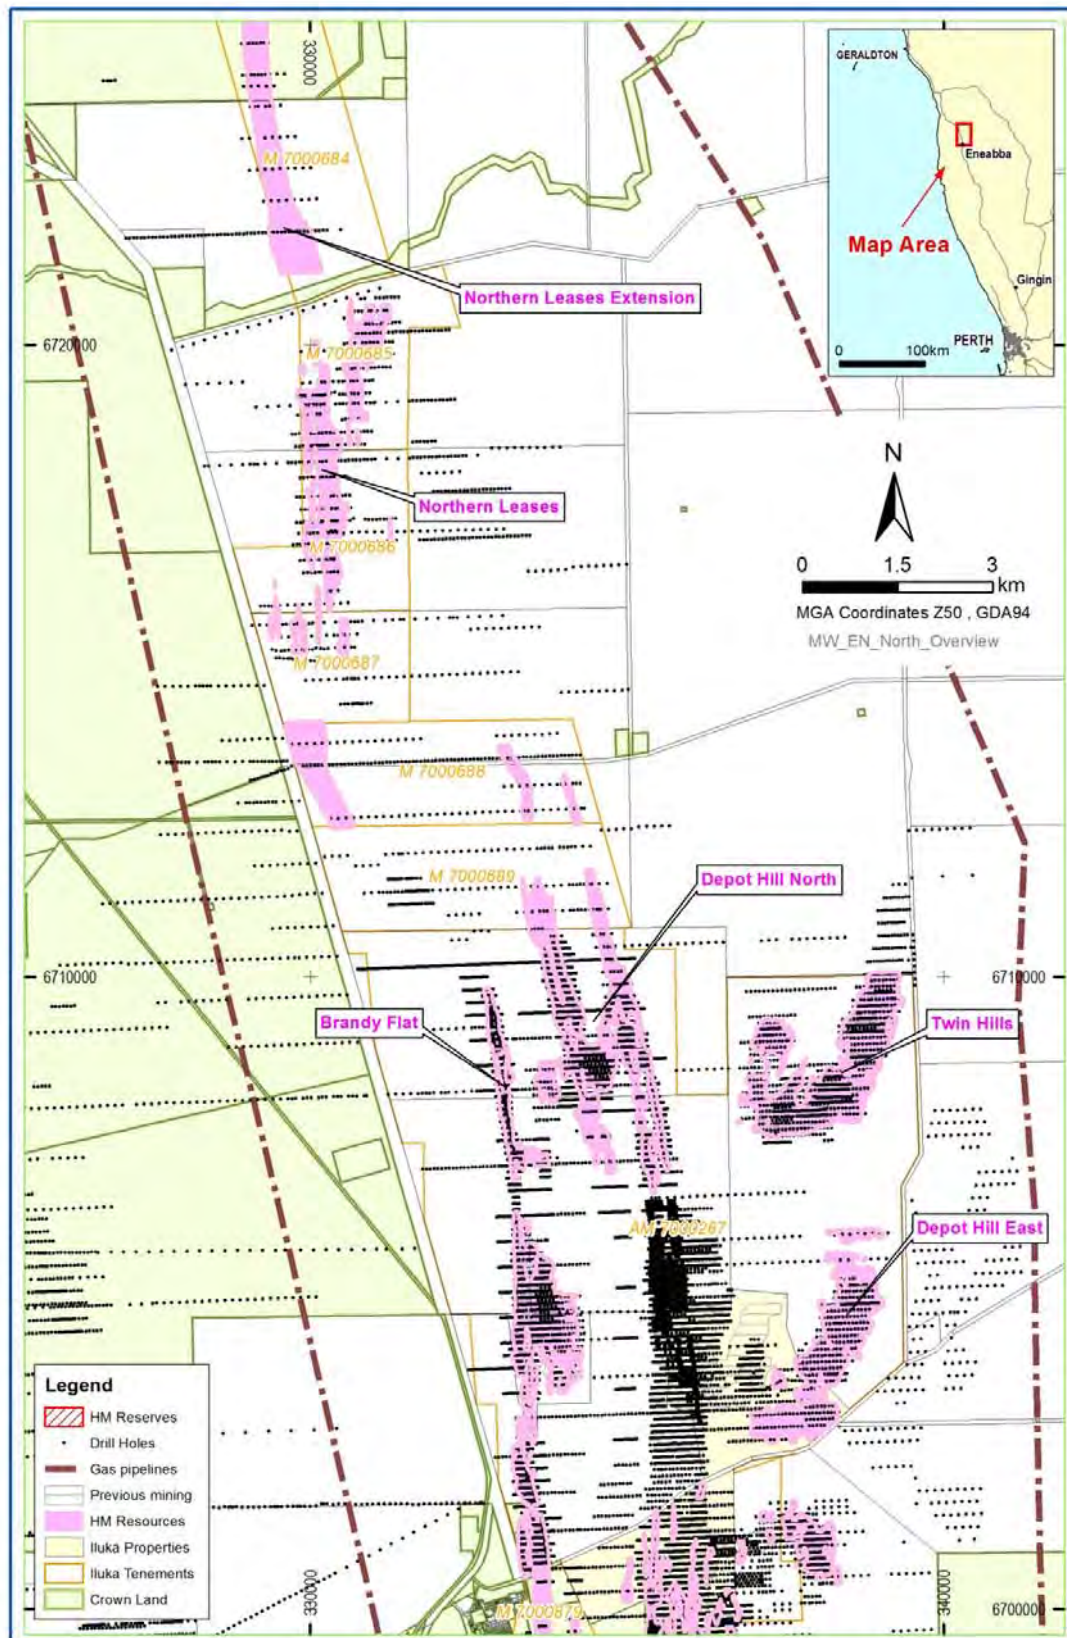 330000
GERALDTON
Eneabba
Map Area
Gingin
PERTH
0 100km
M 7000684
Northern Leases Extension
6720000
M 7000685
Northern Leases
M 7000686
M 7000687
N
0 1.5 3
km
MGA Coordinates Z50 , GDA94
MW_EN_North_Overview
M 7000688
M 7000689
Depot Hill North
6710000
6710000
Brandy Flat
Twin Hills
AM 7000267
Depot Hill East
Legend
HM Reserves
Drill Holes
Gas pipelines
Previous mining
HM Resources
Iluka Properties
Iluka Tenements
Crown Land
330000
M 7000879
340000
6700000